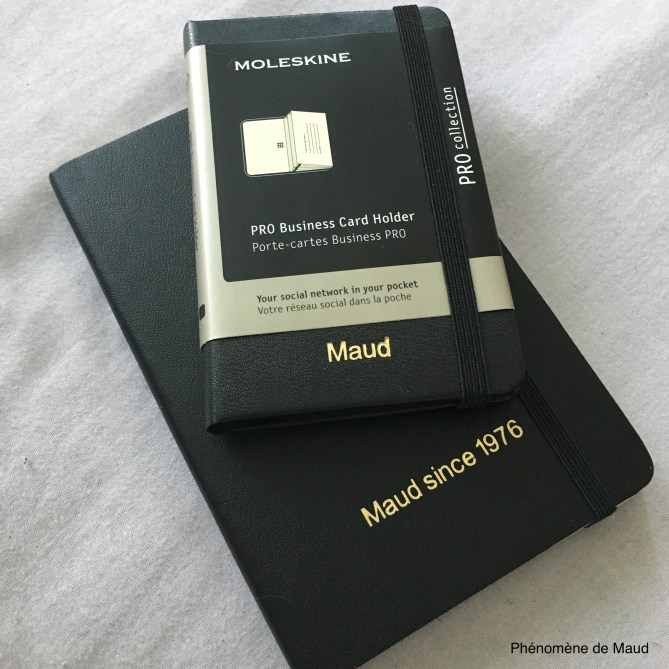 MOLESKINE
PRO collection
PRO Business Card Holder
Porte-cartes Business PRO
Your social network in your pocket
Votre réseau social dans la poche
Maud
Maud since 1976
Phénomène de Maud